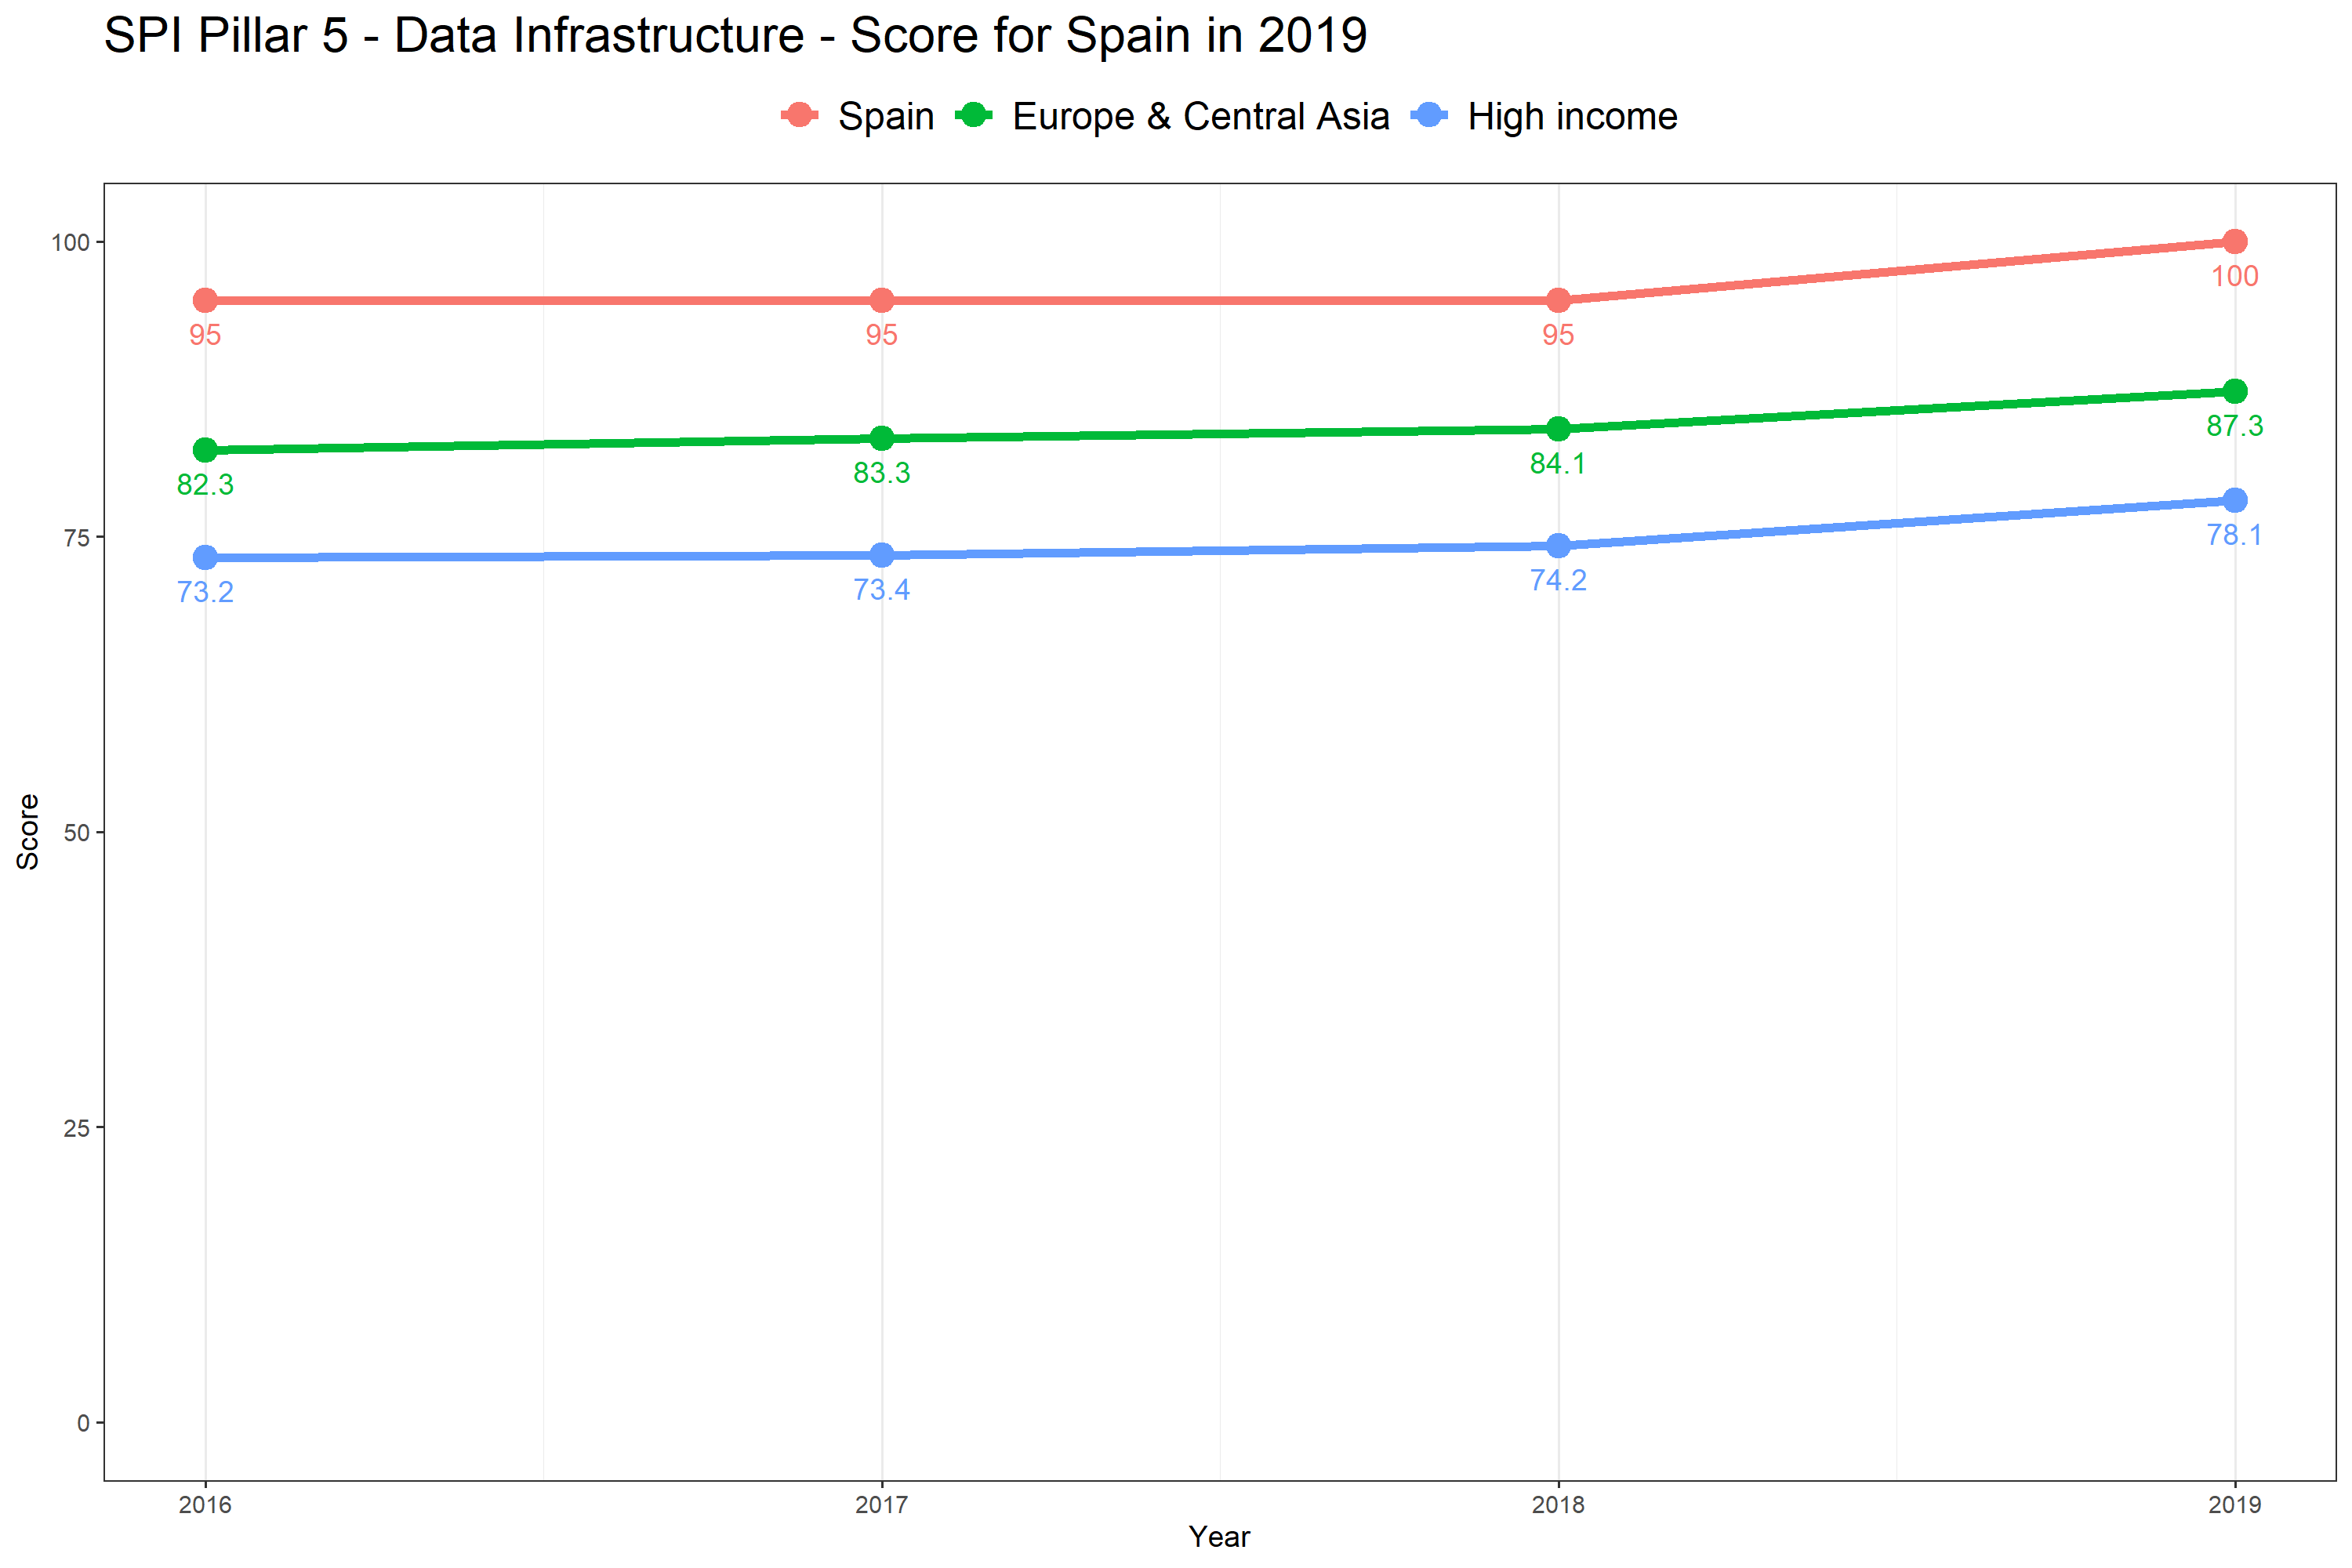 SPI Pillar 5 - Data Infrastructure - Score for Spain in 2019
Spain Europe & Central Asia High income
100
75
50
25
0
Score
95 95 95 100
82.3 83.3 84.1 87.3
73.2 73.4 74.2 78.1
2016 2017 2018 2019
Year